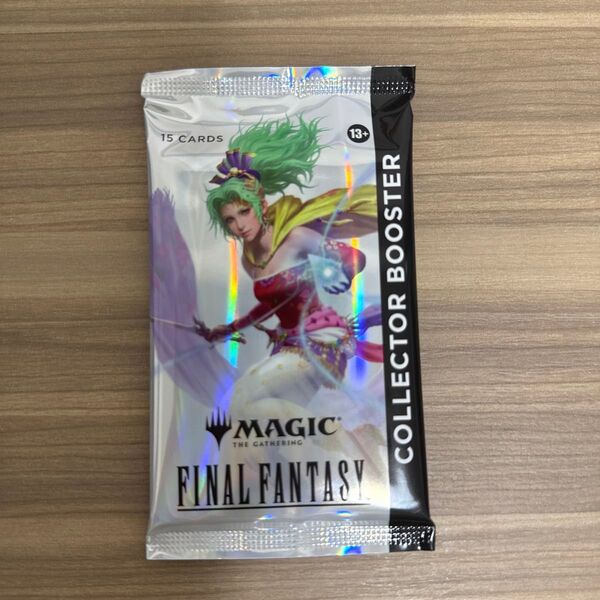 15 CARDS
13+
COLLECTOR BOOSTER
MAGIC®
THE GATHERING
FINAL FANTASY